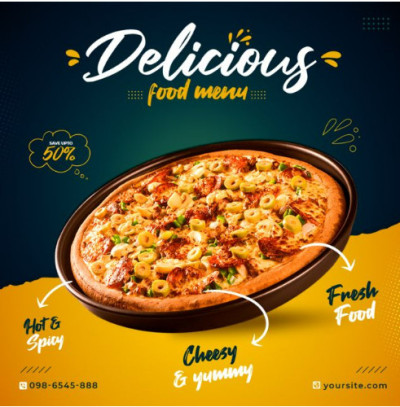 Delicious
food menu
SAVE UPTO
50%
Hot &
Spicy
Cheesy
& yummy
Fresh
Food
098-6545-888
yoursite.com